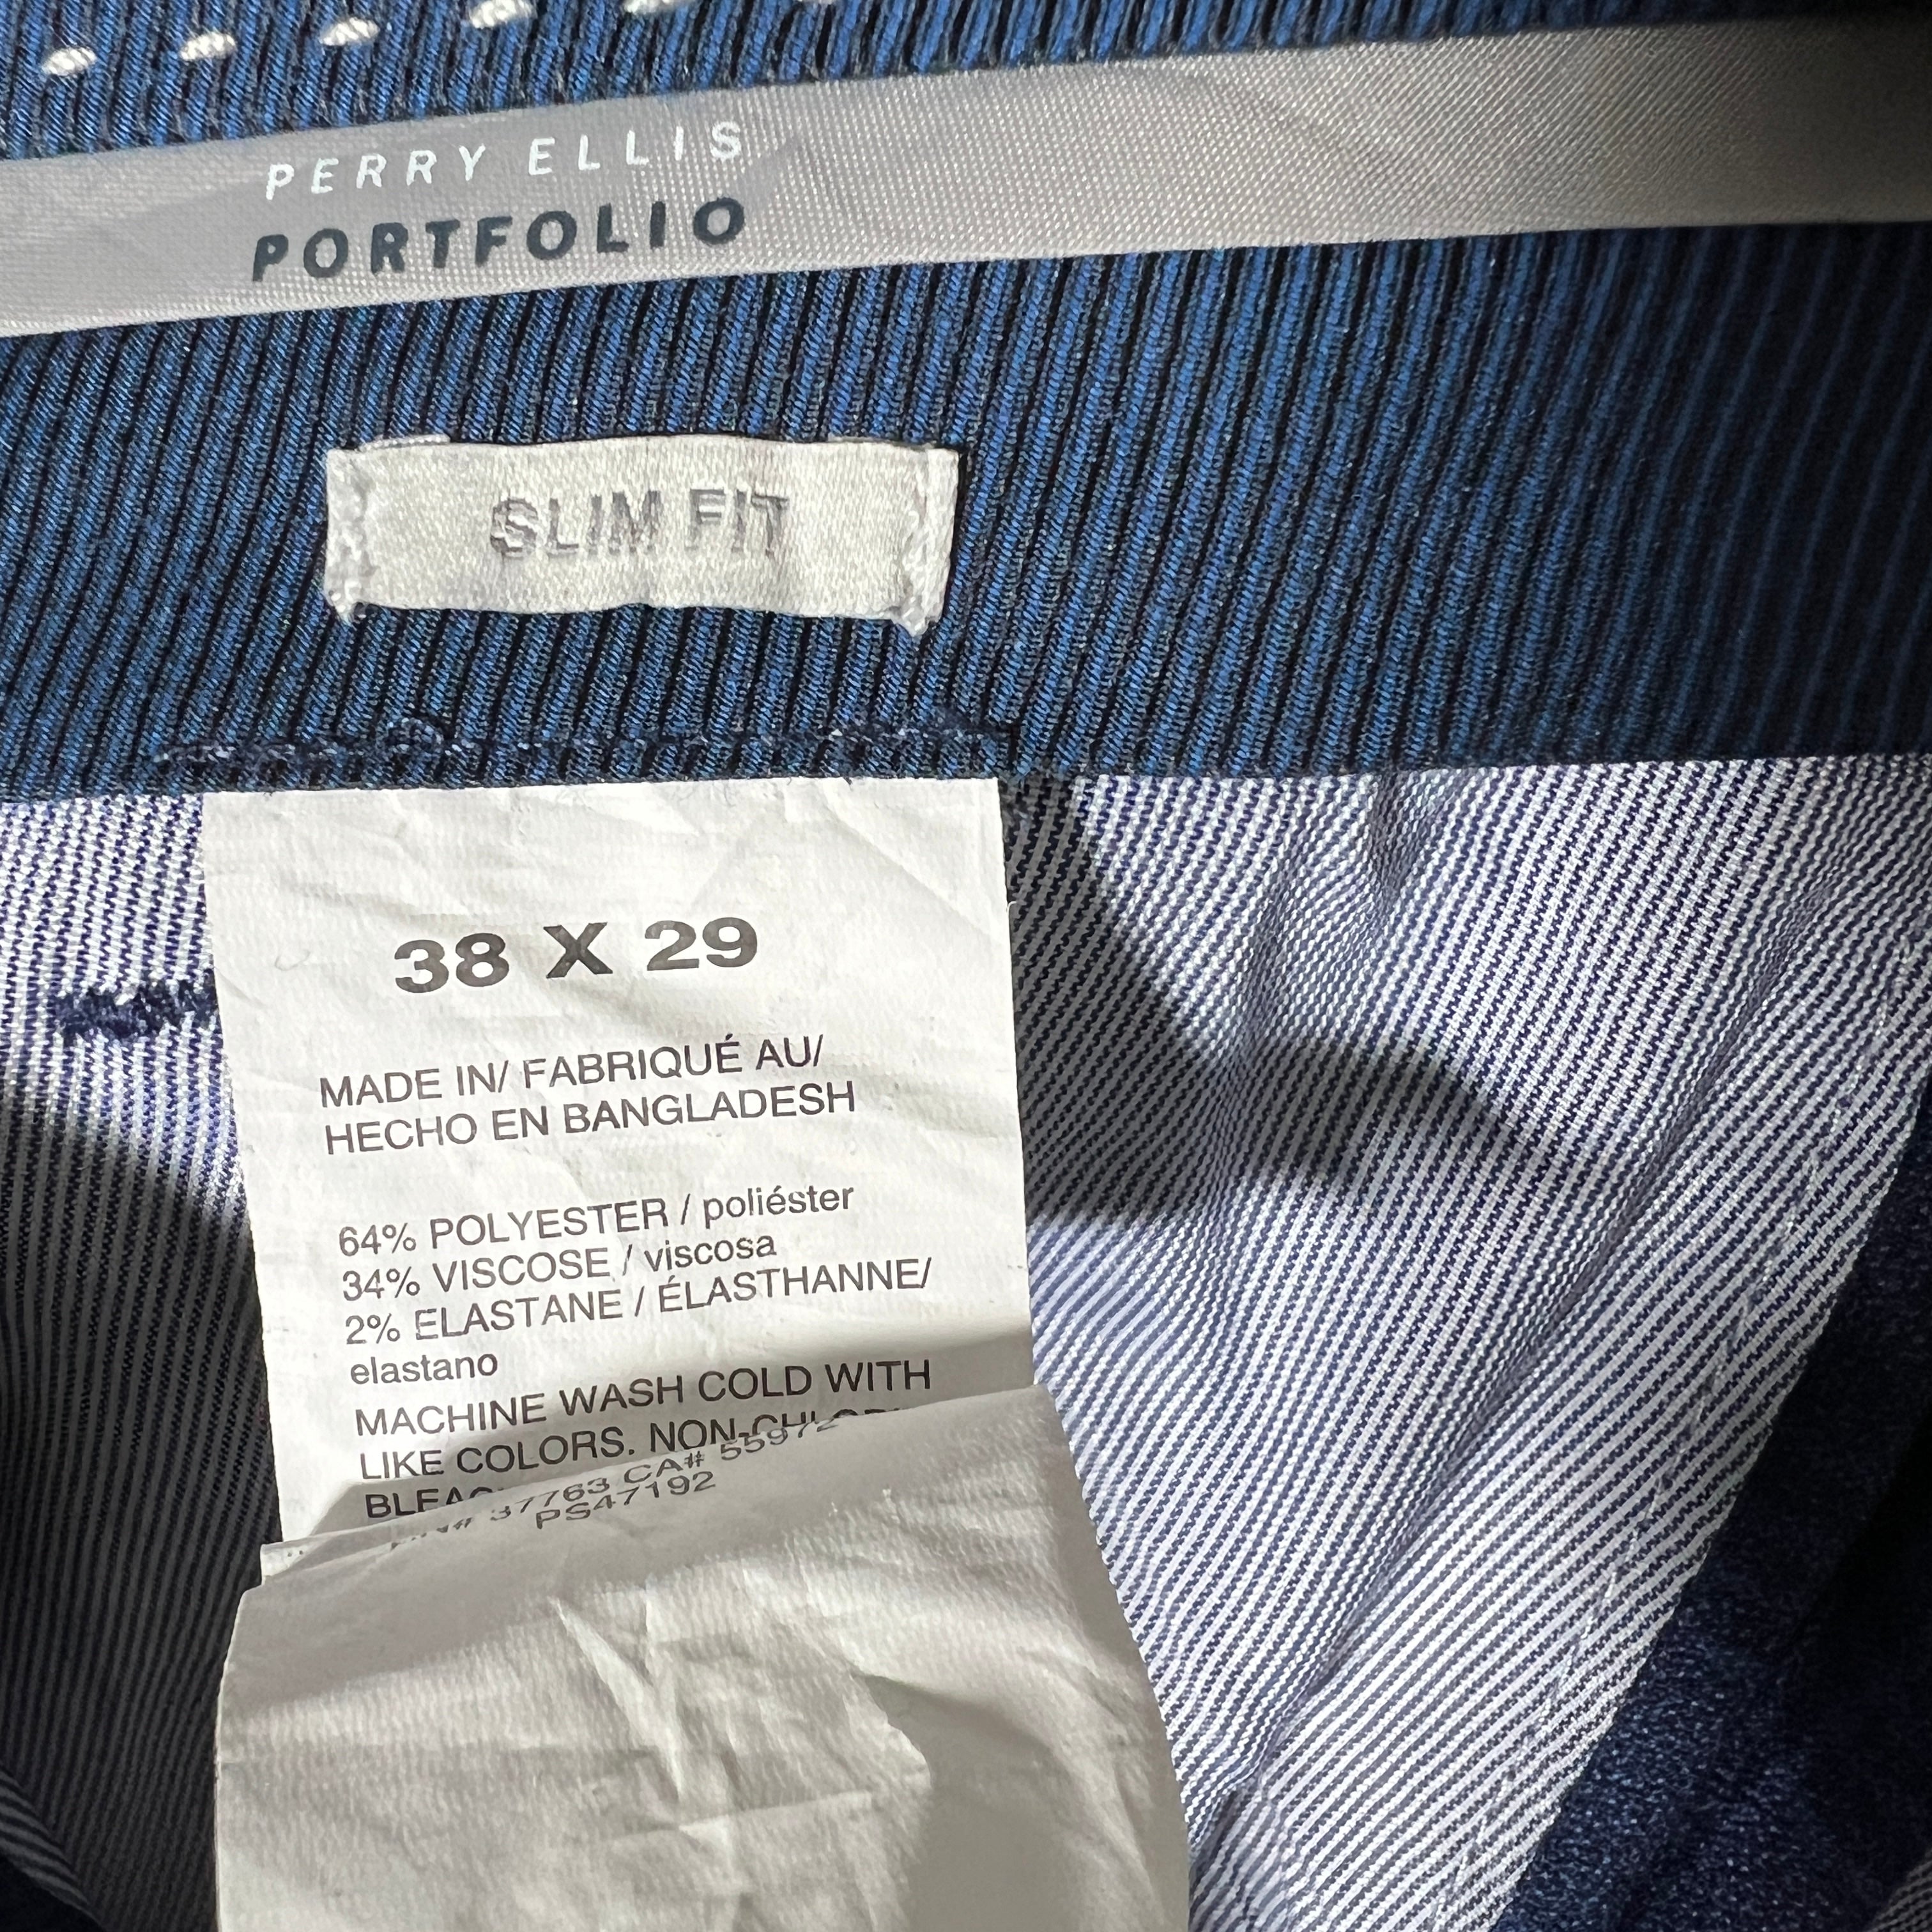 PERRY ELLIS
PORTFOLIO
SLIM FIT
38 X 29
MADE IN/ FABRIQUÉ AU/
HECHO EN BANGLADESH
64% POLYESTER / poliéster
34% VISCOSE / viscosa
2% ELASTANE / ÉLASTHANNE/
elastano
MACHINE WASH COLD WITH
LIKE COLORS. NON-CHLOR
37763 CA# 55972
PS47192